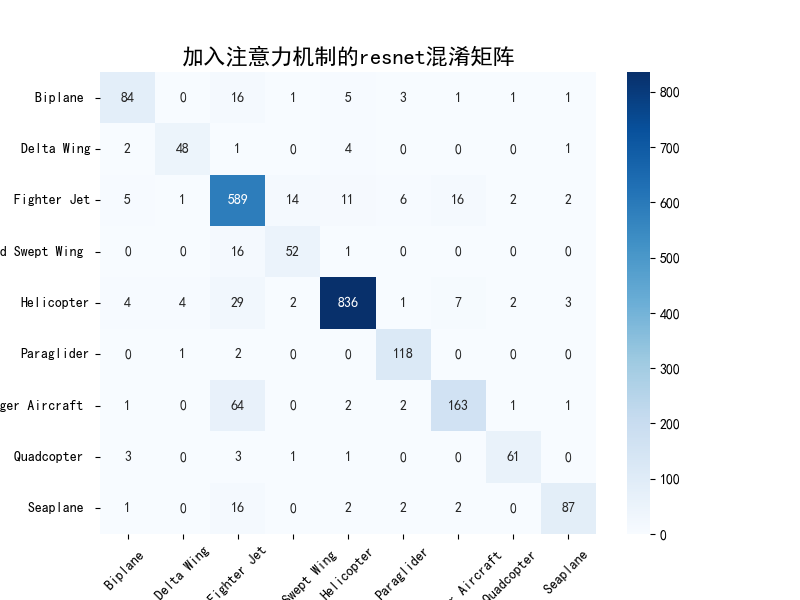 加入注意力机制的resnet混淆矩阵
Biplane 84 0 16 1 5 3 1 1 1
Delta Wing 2 48 1 0 4 0 0 0 1
Fighter Jet 5 1 589 14 11 6 16 2 2
d Swept Wing 0 0 16 52 1 0 0 0 0
Helicopter 4 4 29 2 836 1 7 2 3
Paraglider 0 1 2 0 0 118 0 0 0
ger Aircraft 1 0 64 0 2 2 163 1 1
Quadcopter 3 0 3 1 1 0 0 61 0
Seaplane 1 0 16 0 2 2 2 0 87
Biplane
Delta Wing
Fighter Jet
Swept Wing
Helicopter
Paraglider
r Aircraft
Quadcopter
Seaplane
800
700
600
500
400
300
200
100
0